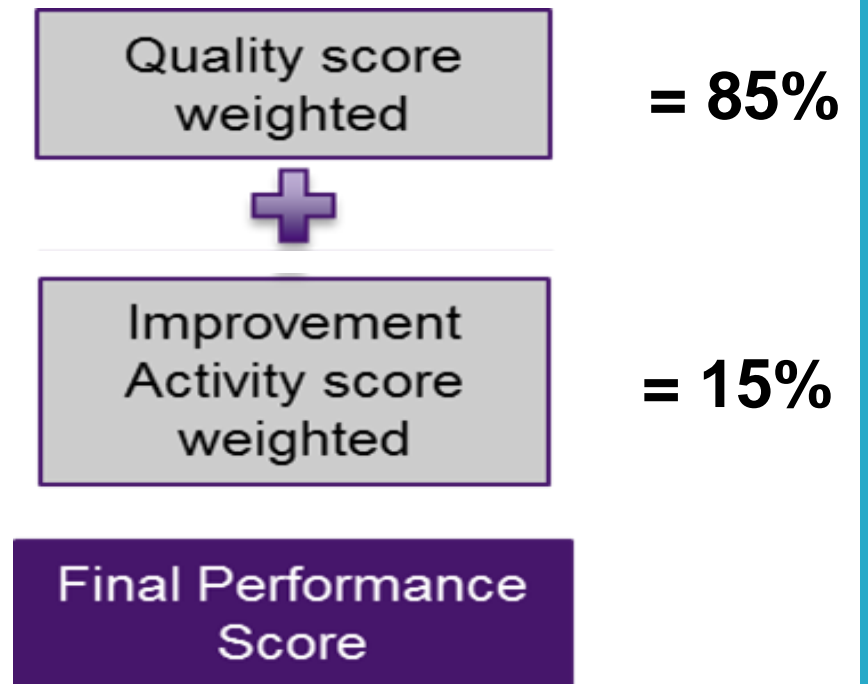 Quality score
weighted
= 85%
Improvement
Activity score
weighted
= 15%
Final Performance
Score